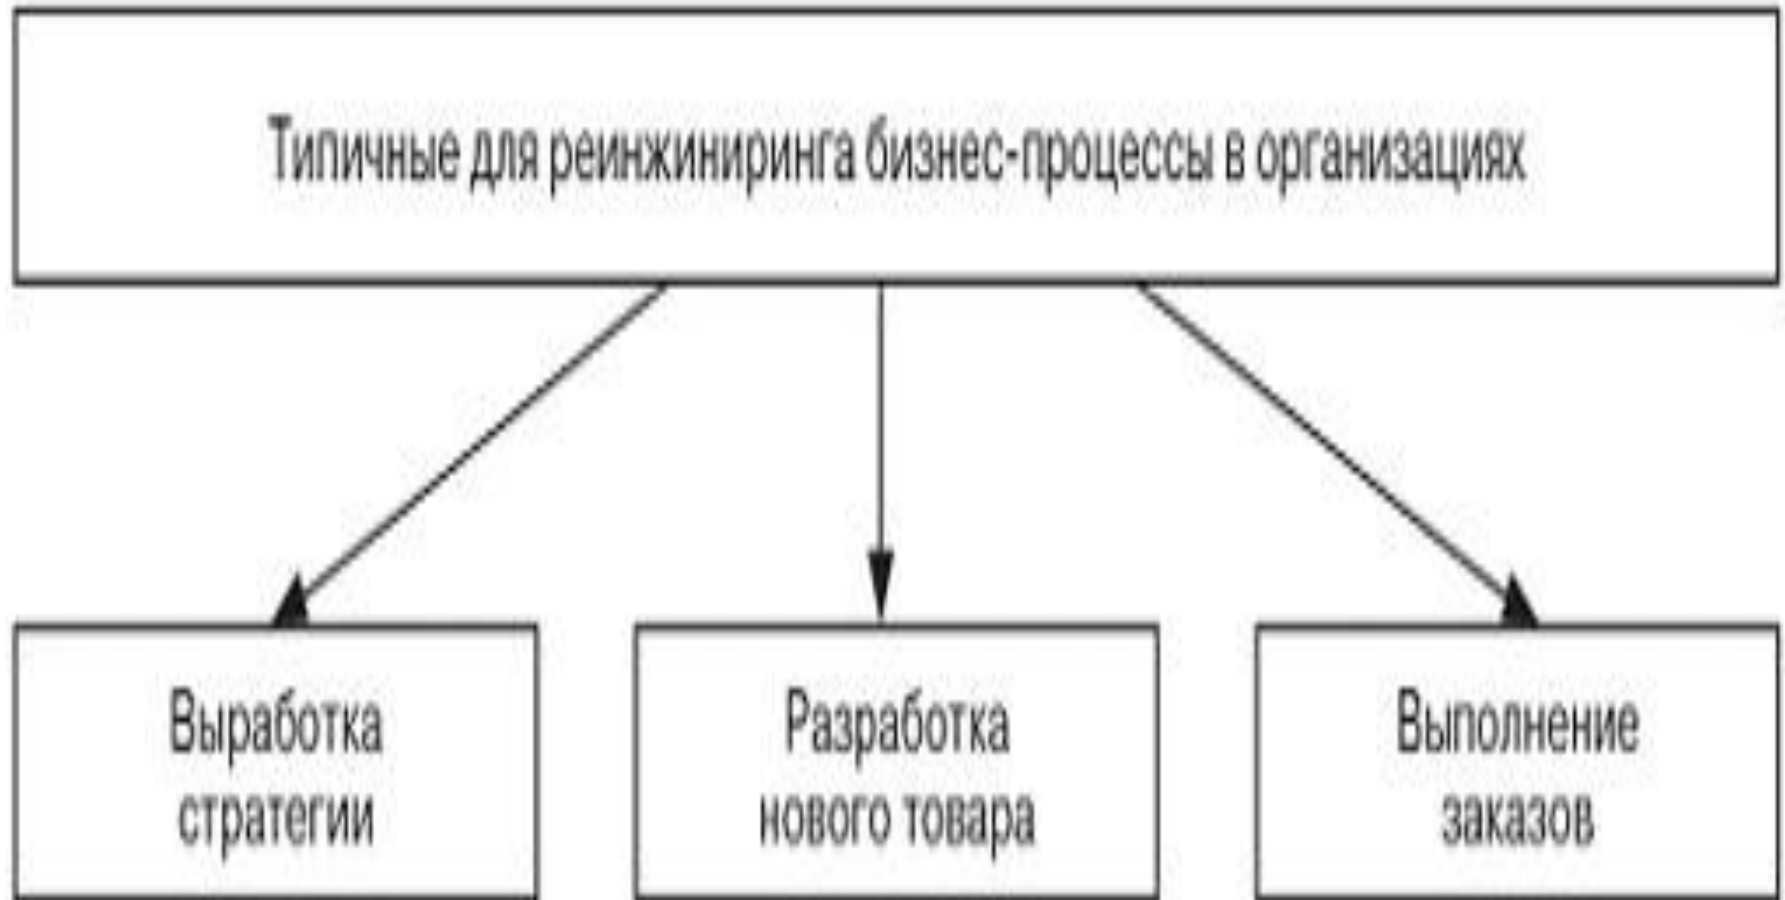 Типичные для реинжиниринга бизнес-процессы в организациях
Выработка
стратегии
Разработка
нового товара
Выполнение
заказов